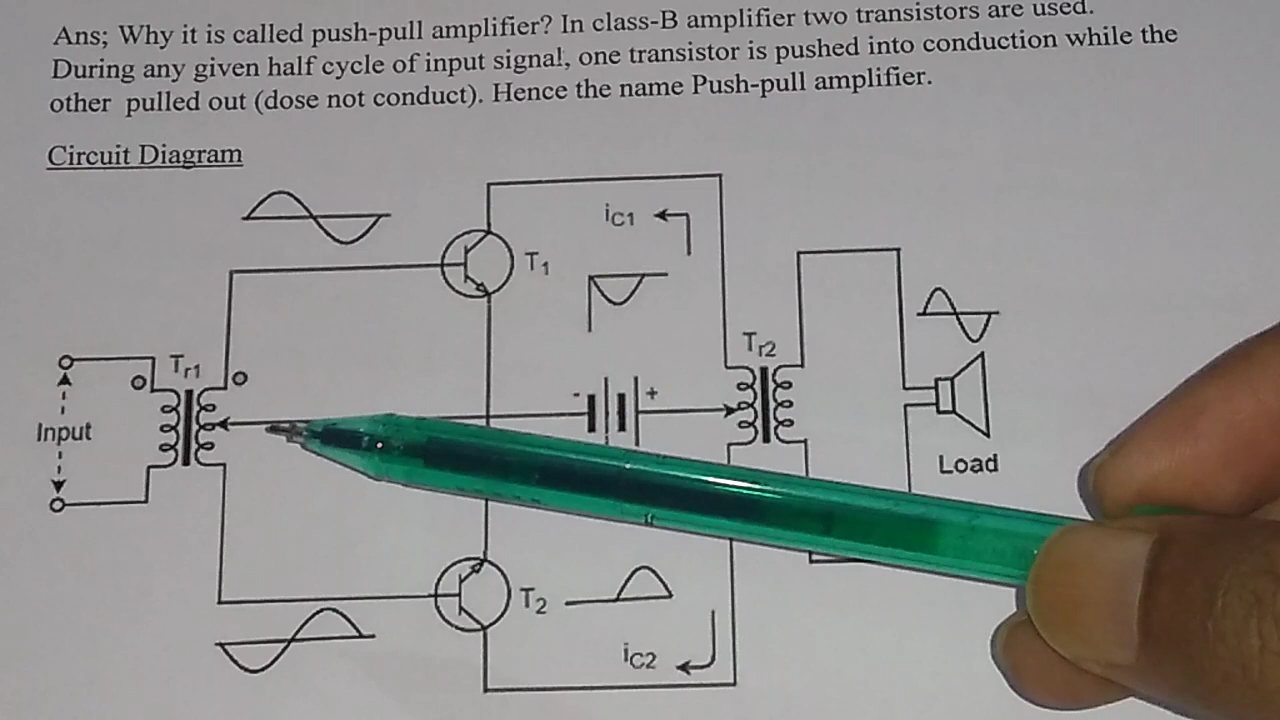 Ans; Why it is called push-pull amplifier? In class-B amplifier two transistors are used.
During any given half cycle of input signal, one transistor is pushed into conduction while the
other pulled out (dose not conduct). Hence the name Push-pull amplifier.
Circuit Diagram
iC1
T1
Tr1
Tr2
- +
Input
Load
T2
iC2